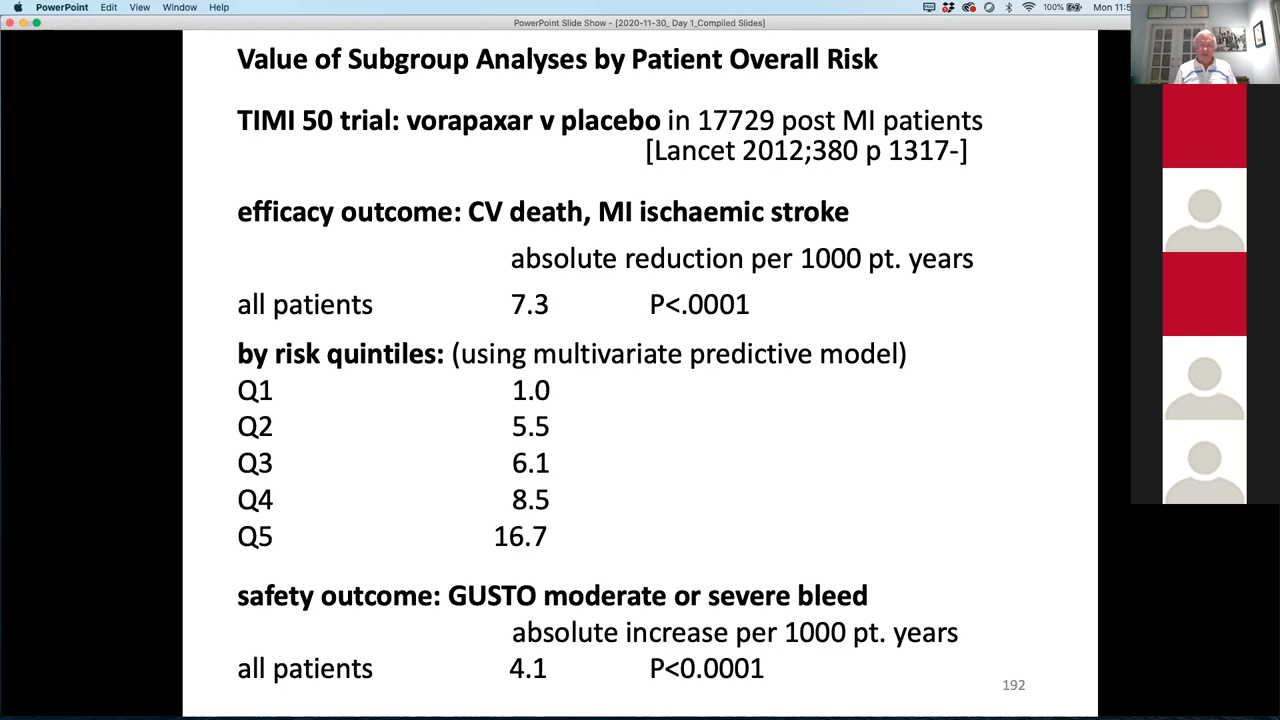 PowerPoint File Edit View Window Help 100% Mon 11:5
PowerPoint Slide Show - [2020-11-30_ Day 1_Compiled Slides]
Value of Subgroup Analyses by Patient Overall Risk
TIMI 50 trial: vorapaxar v placebo in 17729 post MI patients
[Lancet 2012;380 p 1317-]
efficacy outcome: CV death, MI ischaemic stroke
absolute reduction per 1000 pt. years
all patients 7.3 P<.0001
by risk quintiles: (using multivariate predictive model)
Q1 1.0
Q2 5.5
Q3 6.1
Q4 8.5
Q5 16.7
safety outcome: GUSTO moderate or severe bleed
absolute increase per 1000 pt. years
all patients 4.1 P<0.0001
192